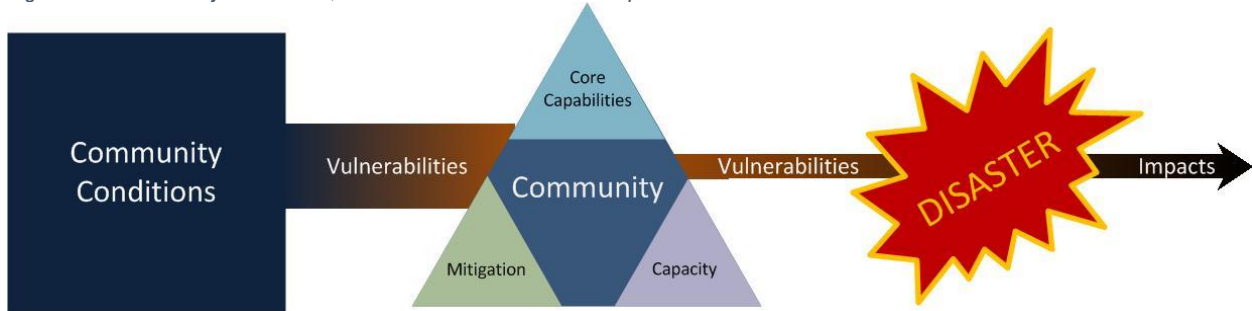 Core
Capabilities
Community
Conditions
Vulnerabilities
Community
Vulnerabilities
DISASTER
Impacts
Mitigation
Capacity